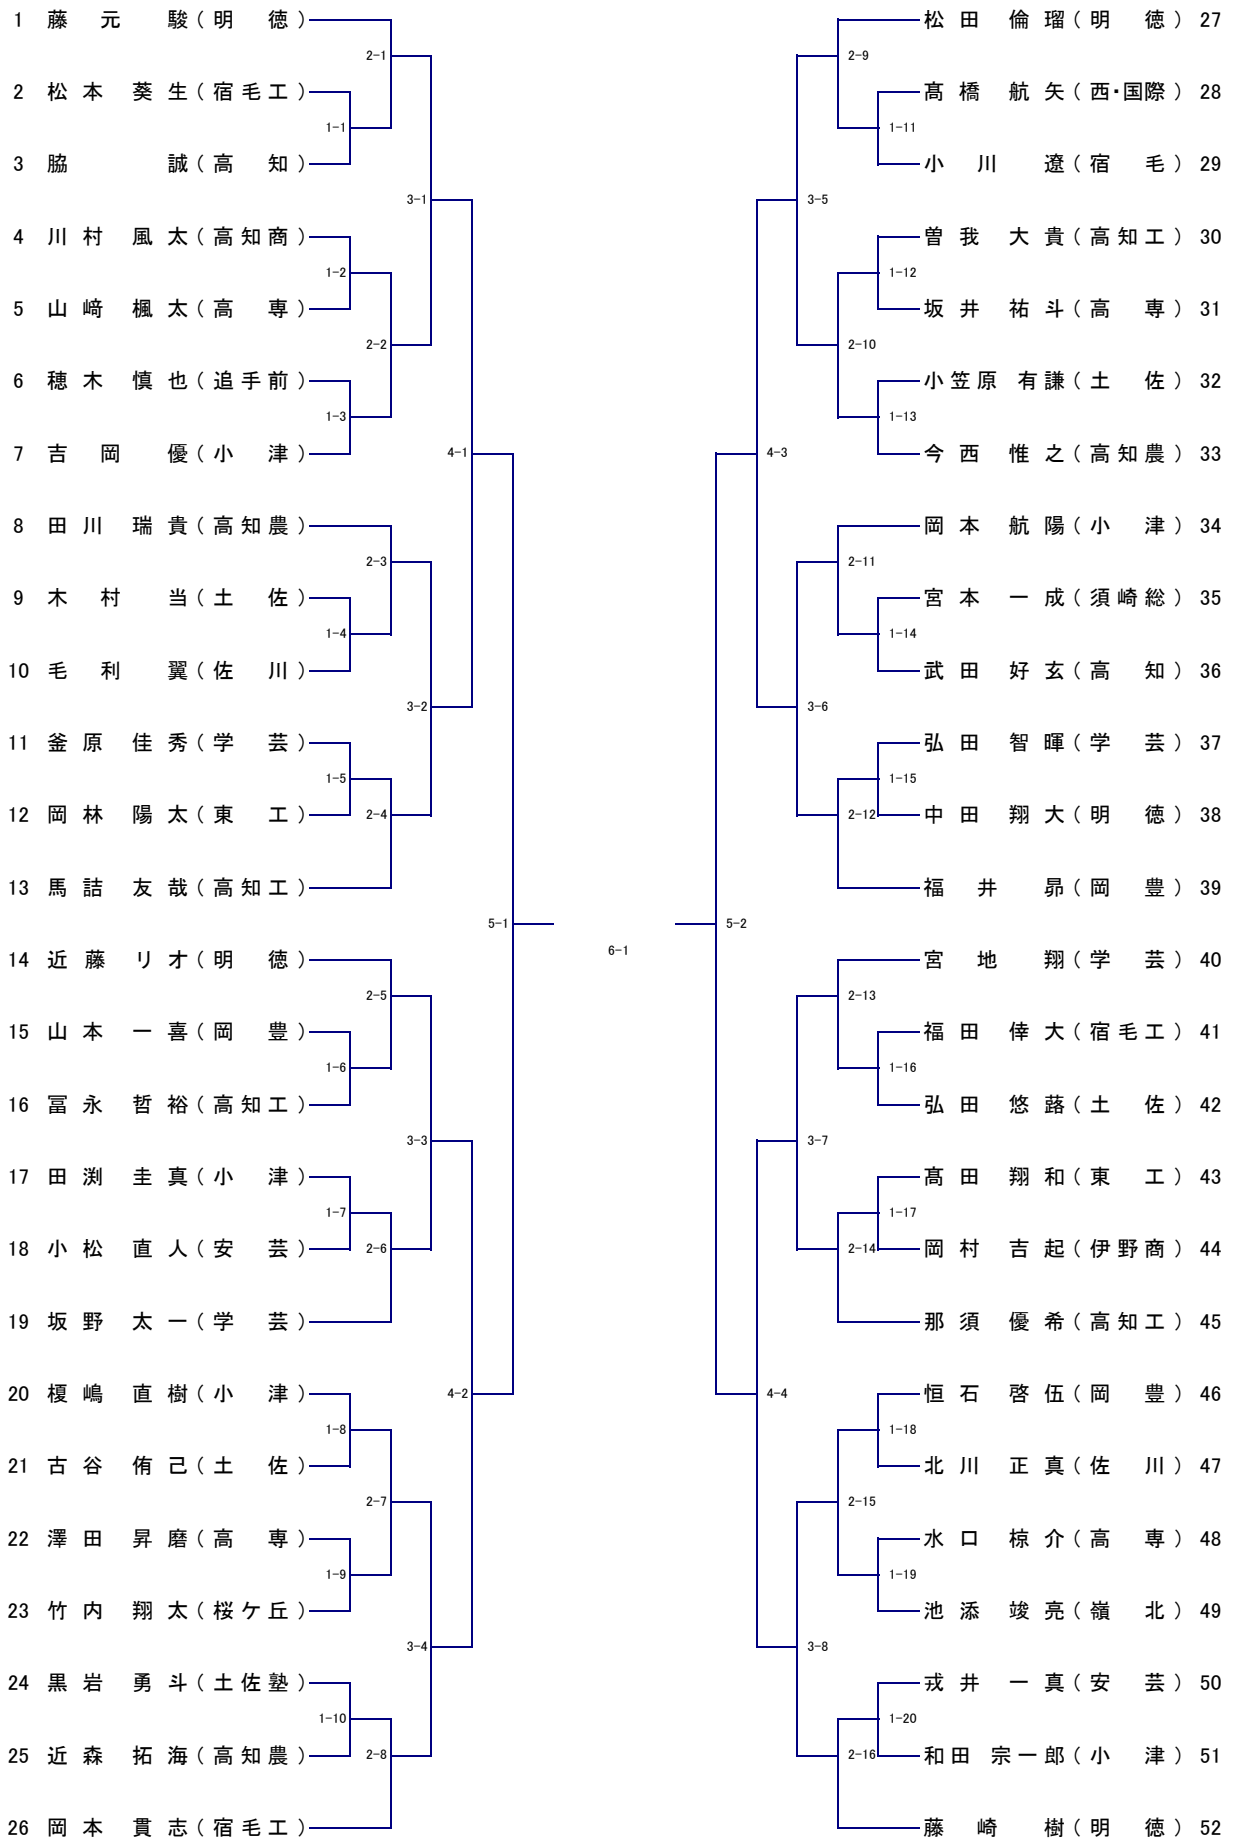 1 藤元 駿(明 徳) 松田倫瑠(明 徳) 27
2-1 2-9
2 松本葵生(宿毛工) 髙橋航矢(西・国際) 28
1-1 1-11
3 脇 誠(高 知) 小川 遼(宿 毛) 29
3-1 3-5
4 川村風太(高知商) 曽我大貴(高知工) 30
1-2 1-12
5 山﨑楓太(高 専) 坂井祐斗(高 専) 31
2-2 2-10
6 穂木慎也(追手前) 小笠原有謙(土 佐) 32
1-3 1-13
7 吉岡 優(小 津) 4-1 4-3 今西惟之(高知農) 33
8 田川瑞貴(高知農) 岡本航陽(小 津) 34
2-3 2-11
9 木村 当(土 佐) 宮本一成(須崎総) 35
1-4 1-14
10 毛利 翼(佐 川) 武田好玄(高 知) 36
3-2 3-6
11 釜原佳秀(学 芸) 弘田智暉(学 芸) 37
1-5 1-15
12 岡林陽太(東 工) 2-4 2-12 中田翔大(明 徳) 38
13 馬詰友哉(高知工) 福井 昴(岡 豊) 39
5-1 5-2
6-1
14 近藤リオ(明 徳) 宮地 翔(学 芸) 40
2-5 2-13
15 山本一喜(岡 豊) 福田倖大(宿毛工) 41
1-6 1-16
16 冨永哲裕(高知工) 弘田悠蕗(土 佐) 42
3-3 3-7
17 田渕圭真(小 津) 髙田翔和(東 工) 43
1-7 1-17
18 小松直人(安 芸) 2-6 2-14 岡村吉起(伊野商) 44
19 坂野太一(学 芸) 那須優希(高知工) 45
20 榎嶋直樹(小 津) 4-2 4-4 恒石啓伍(岡 豊) 46
1-8 1-18
21 古谷侑己(土 佐) 北川正真(佐 川) 47
2-7 2-15
22 澤田昇磨(高 専) 水口椋介(高 専) 48
1-9 1-19
23 竹内翔太(桜ケ丘) 池添竣亮(嶺 北) 49
3-4 3-8
24 黒岩勇斗(土佐塾) 戎井一真(安 芸) 50
1-10 1-20
25 近森拓海(高知農) 2-8 2-16 和田宗一郎(小 津) 51
26 岡本貫志(宿毛工) 藤崎 樹(明 徳) 52